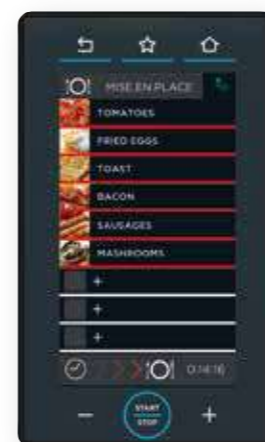 MISE EN PLACE
TOMATOES
FRIED EGGS
TOAST
BACON
SAUSAGES
MASHROOMS
+
+
+
0:14:16
START
STOP
− +